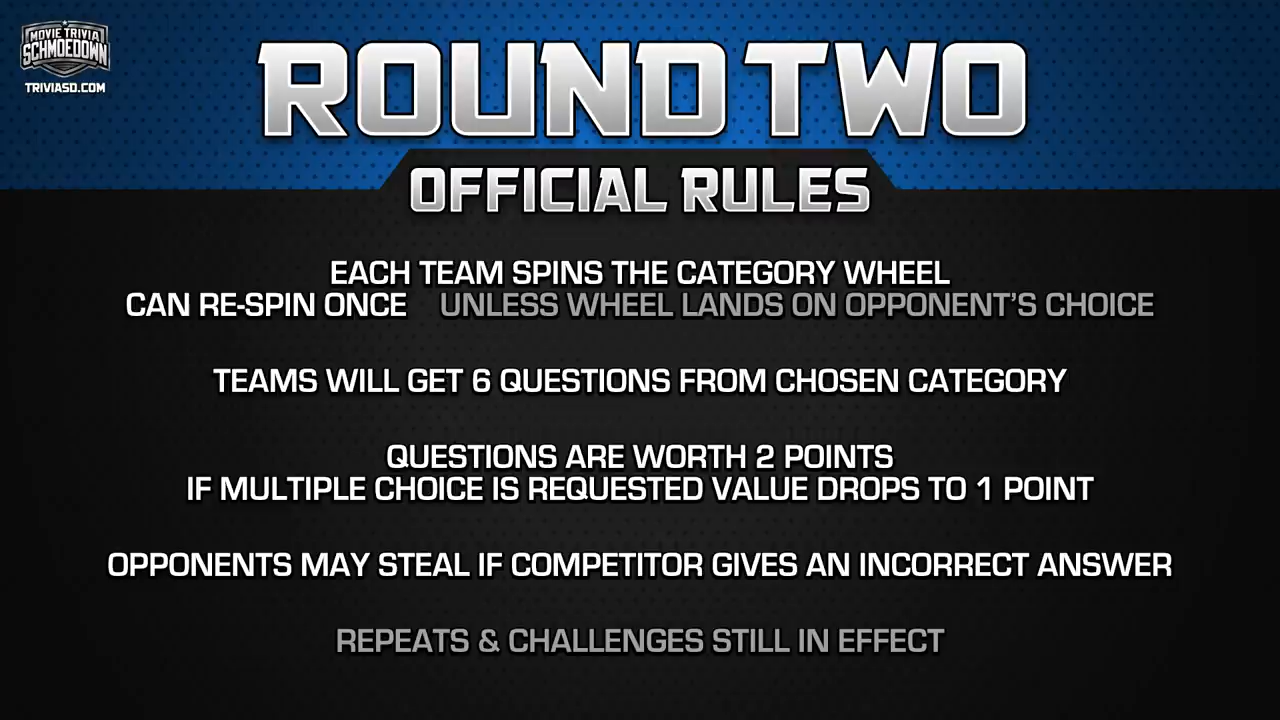 MOVIE TRIVIA
SCHMOEDOWN
TRIVIASD.COM
ROUND TWO
OFFICIAL RULES
EACH TEAM SPINS THE CATEGORY WHEEL
CAN RE-SPIN ONCE UNLESS WHEEL LANDS ON OPPONENT'S CHOICE
TEAMS WILL GET 6 QUESTIONS FROM CHOSEN CATEGORY
QUESTIONS ARE WORTH 2 POINTS
IF MULTIPLE CHOICE IS REQUESTED VALUE DROPS TO 1 POINT
OPPONENTS MAY STEAL IF COMPETITOR GIVES AN INCORRECT ANSWER
REPEATS & CHALLENGES STILL IN EFFECT